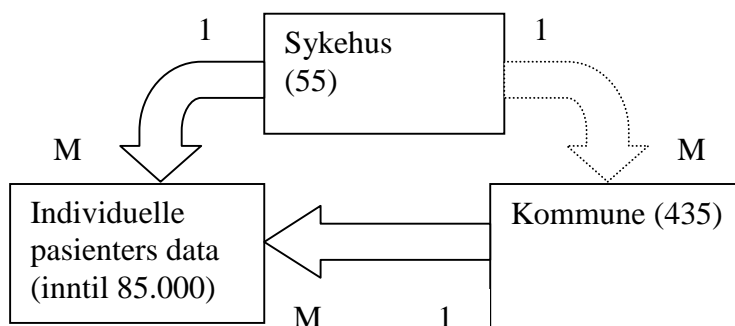 1
Sykehus
(55)
1
M
M
Individuelle
pasienters data
(inntil 85.000)
Kommune (435)
M
1